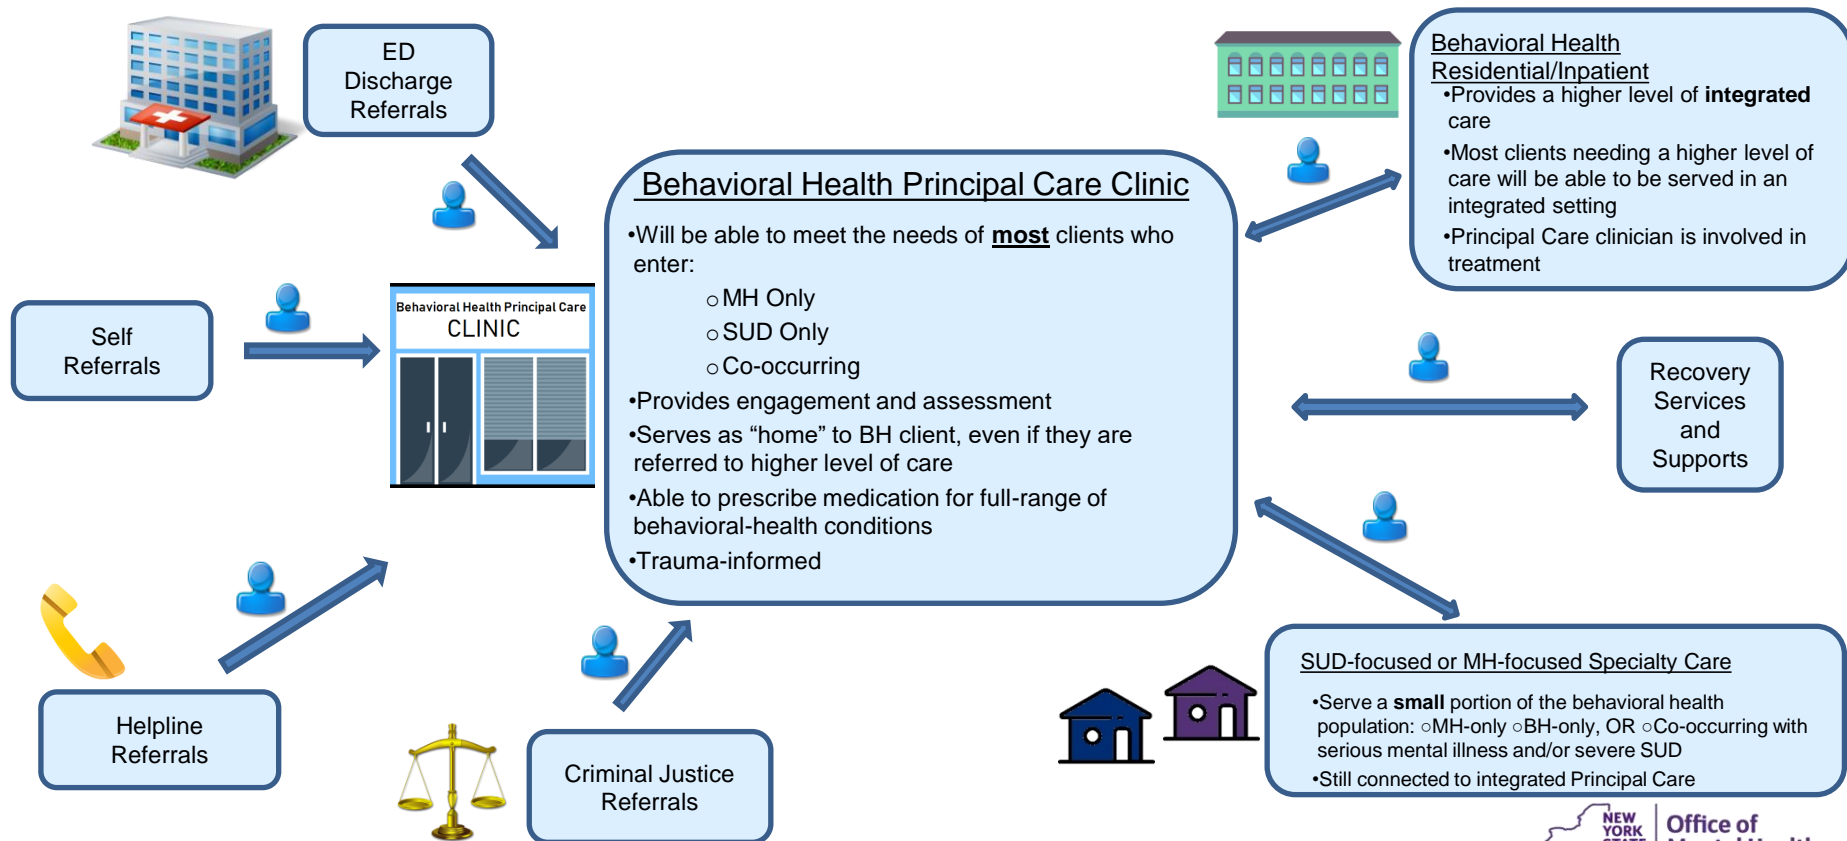 ED
Discharge
Referrals
Behavioral Health
Residential/Inpatient
•Provides a higher level of integrated
care
•Most clients needing a higher level of
care will be able to be served in an
integrated setting
•Principal Care clinician is involved in
treatment
Behavioral Health Principal Care Clinic
•Will be able to meet the needs of most clients who
enter:
○MH Only
○SUD Only
○Co-occurring
•Provides engagement and assessment
•Serves as “home” to BH client, even if they are
referred to higher level of care
•Able to prescribe medication for full-range of
behavioral-health conditions
•Trauma-informed
Behavioral Health Principal Care
CLINIC
Self
Referrals
Recovery
Services
and
Supports
Helpline
Referrals
Criminal Justice
Referrals
SUD-focused or MH-focused Specialty Care
•Serve a small portion of the behavioral health
population: ○MH-only ○BH-only, OR ○Co-occurring with
serious mental illness and/or severe SUD
•Still connected to integrated Principal Care
NEW
YORK
STATE
Office of
Mental Health